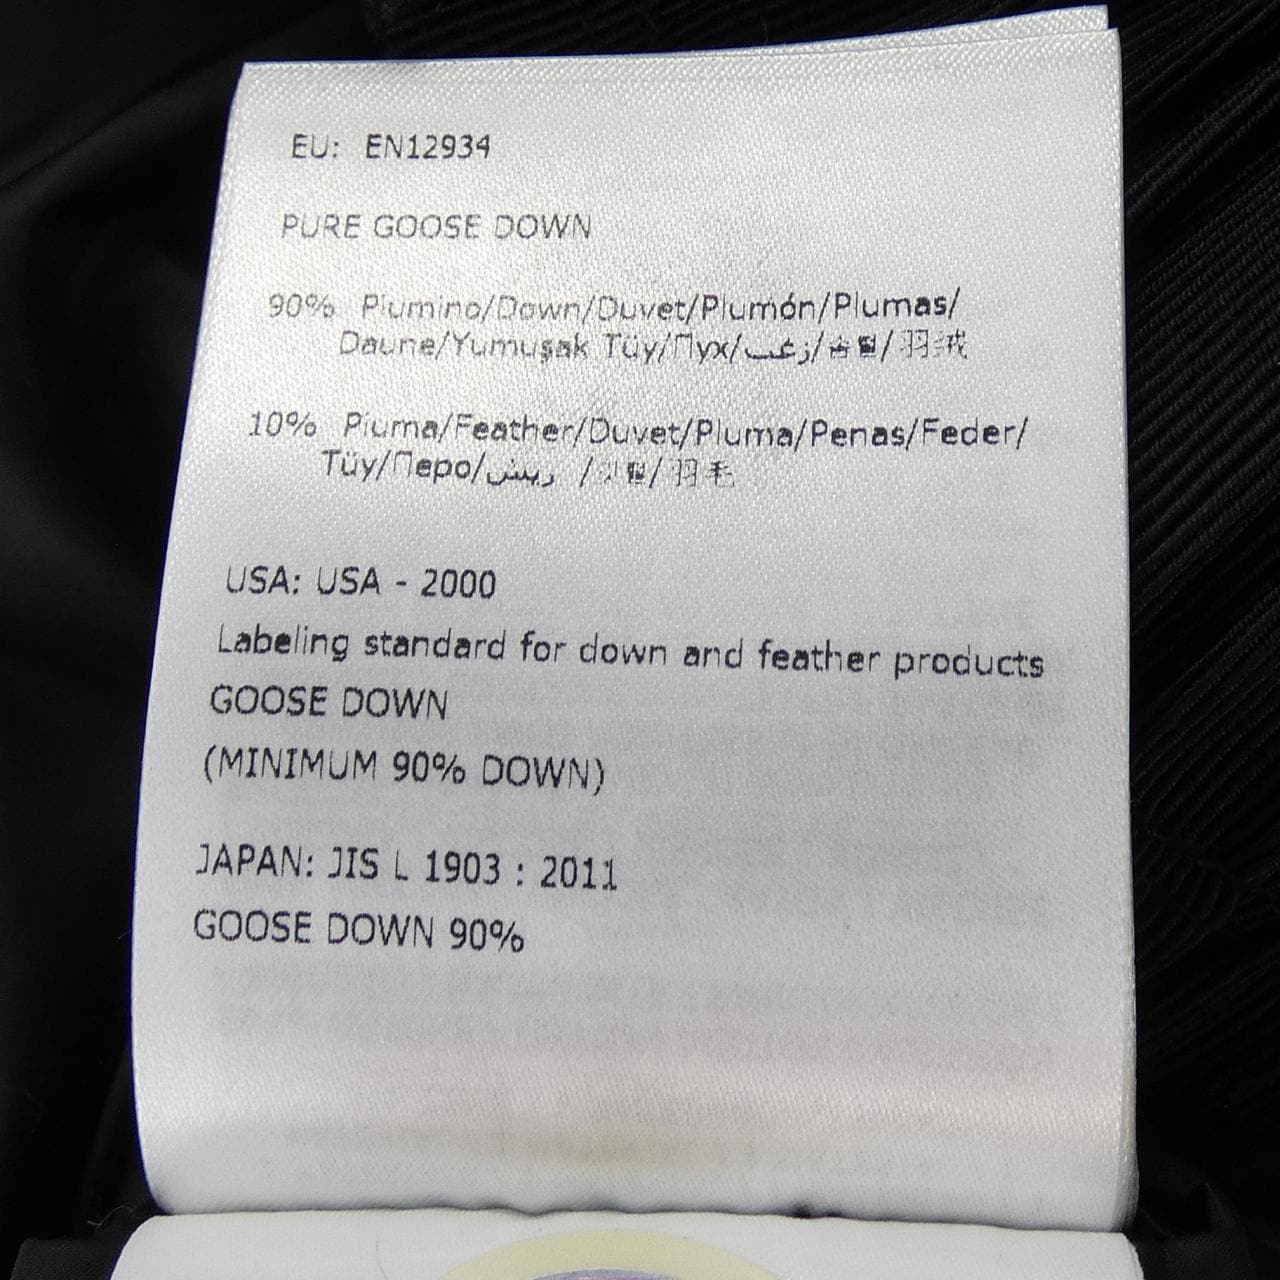 EU: EN12934
PURE GOOSE DOWN
90% Piumino/Down/Duvet/Plumón/Plumas/
Daune/Yumuşak Tüy/Пух/زغب/솜털/羽绒
10% Piuma/Feather/Duvet/Pluma/Penas/Feder/
Tüy/Перо/ريش /깃털/羽毛
USA: USA - 2000
Labeling standard for down and feather products
GOOSE DOWN
(MINIMUM 90% DOWN)
JAPAN: JIS L 1903 : 2011
GOOSE DOWN 90%